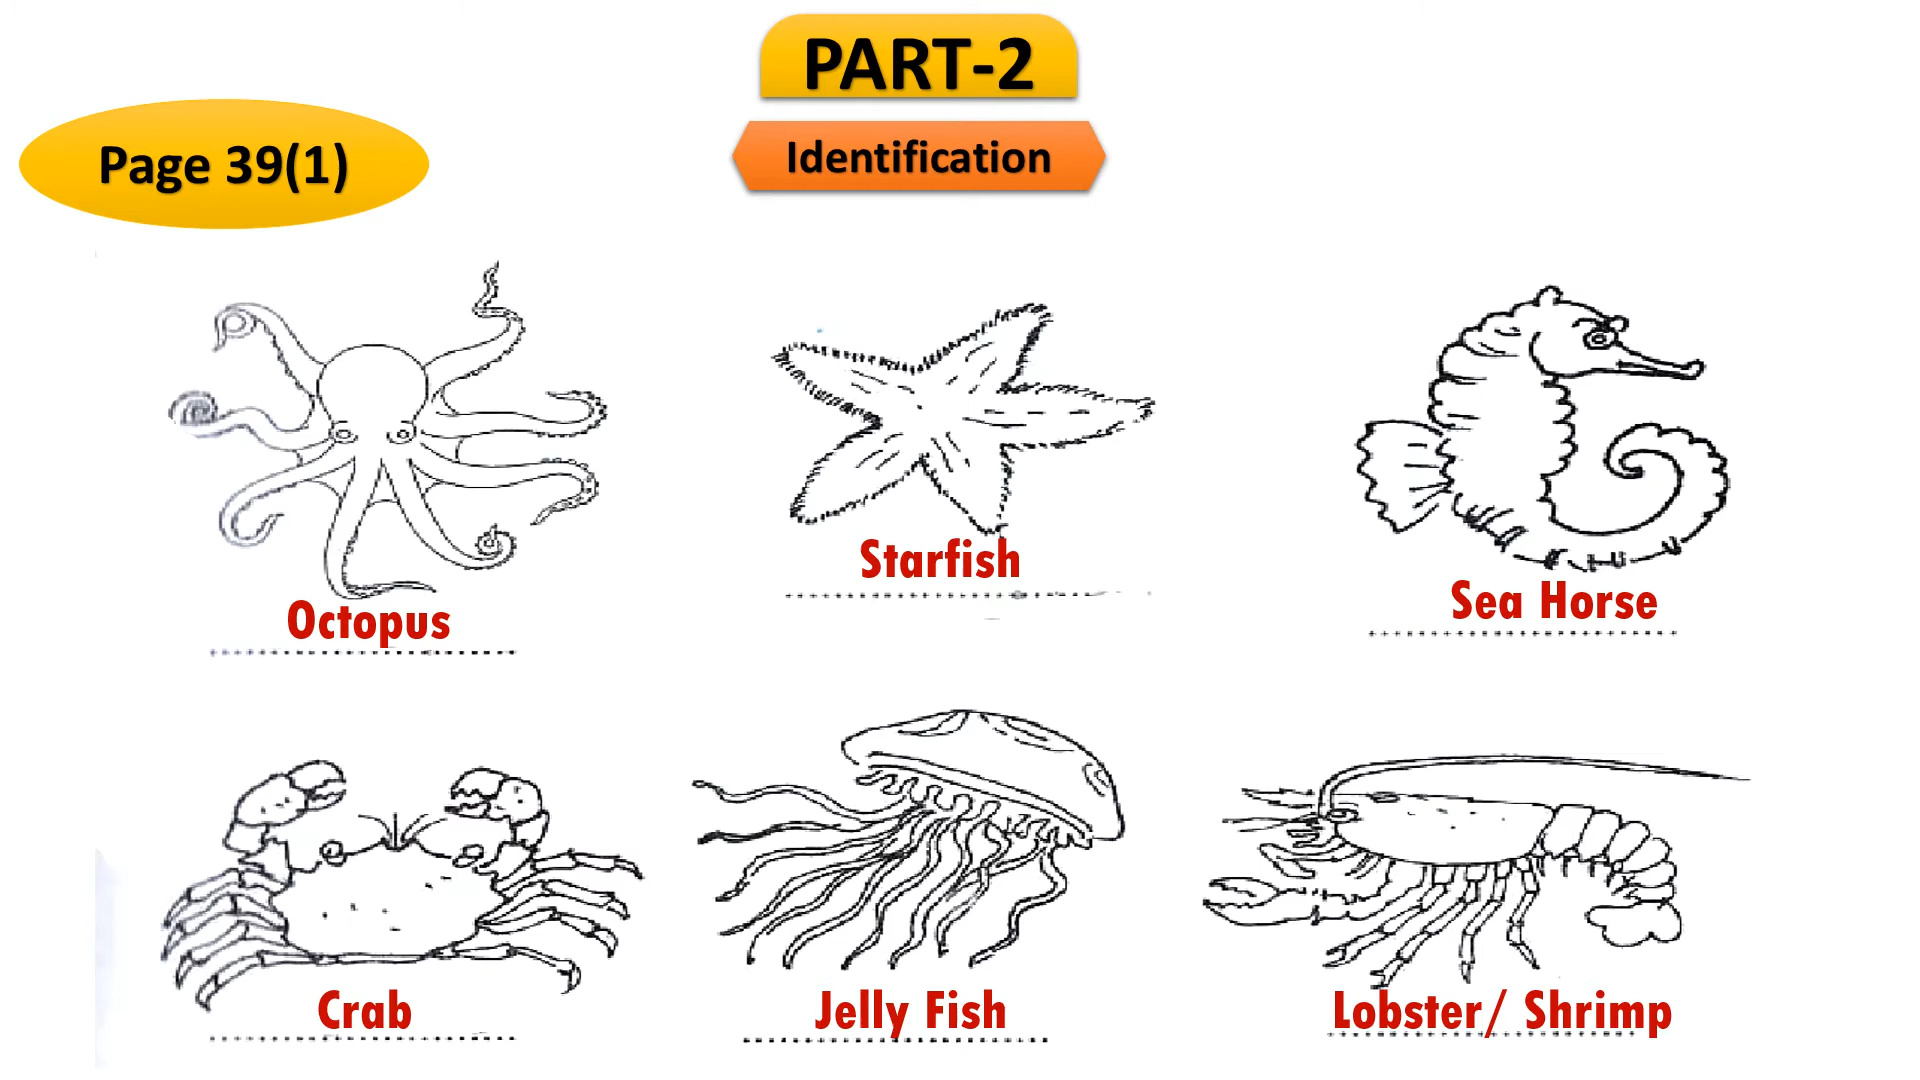 PART-2
Identification
Page 39(1)
Octopus
Starfish
Sea Horse
Crab
Jelly Fish
Lobster/ Shrimp